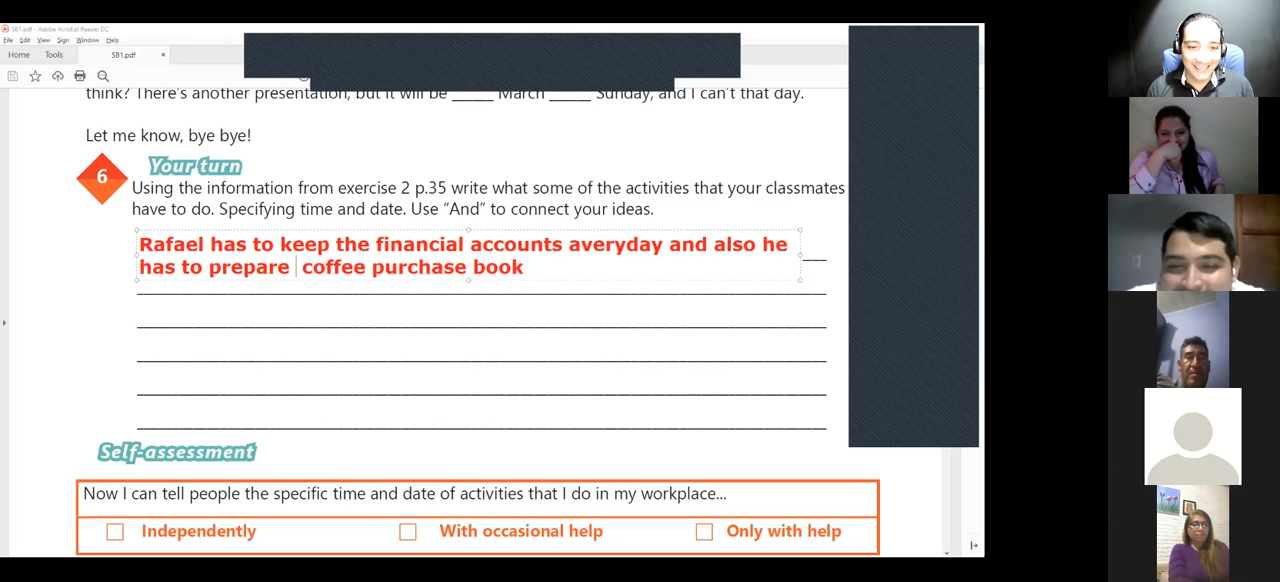 SB1.pdf - Adobe Acrobat Reader DC
File Edit View Sign Window Help
Home Tools SB1.pdf ×
think? There's another presentation, but it will be _____ March _____ Sunday, and I can't that day.
Let me know, bye bye!
6
Your turn
Using the information from exercise 2 p.35 write what some of the activities that your classmates
have to do. Specifying time and date. Use “And” to connect your ideas.
Rafael has to keep the financial accounts averyday and also he
has to prepare coffee purchase book
Self-assessment
Now I can tell people the specific time and date of activities that I do in my workplace...
Independently With occasional help Only with help